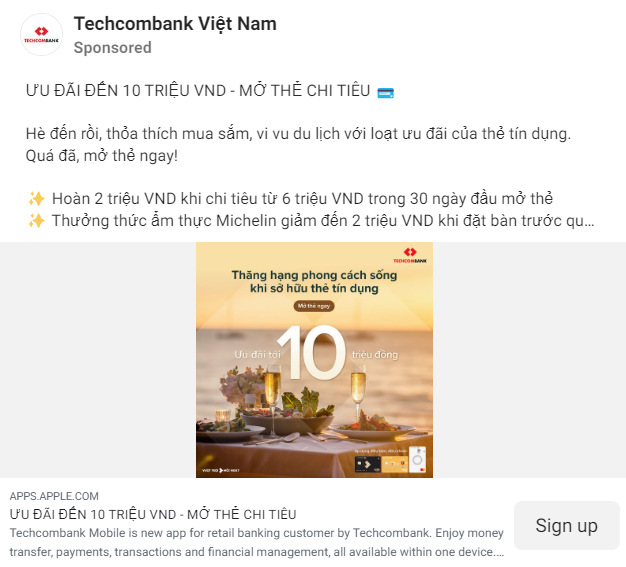 Techcombank Việt Nam
Sponsored
ƯU ĐÃI ĐẾN 10 TRIỆU VND - MỞ THẺ CHI TIÊU
Hè đến rồi, thỏa thích mua sắm, vi vu du lịch với loạt ưu đãi của thẻ tín dụng.
Quá đã, mở thẻ ngay!
✨ Hoàn 2 triệu VND khi chi tiêu từ 6 triệu VND trong 30 ngày đầu mở thẻ
✨ Thưởng thức ẩm thực Michelin giảm đến 2 triệu VND khi đặt bàn trước qu...
TECHCOMBANK
Thăng hạng phong cách sống
khi sở hữu thẻ tín dụng
Mở thẻ ngay
Ưu đãi tới 10 triệu đồng
APPS.APPLE.COM
ƯU ĐÃI ĐẾN 10 TRIỆU VND - MỞ THẺ CHI TIÊU
Techcombank Mobile is new app for retail banking customer by Techcombank. Enjoy money
transfer, payments, transactions and financial management, all available within one device....
Sign up